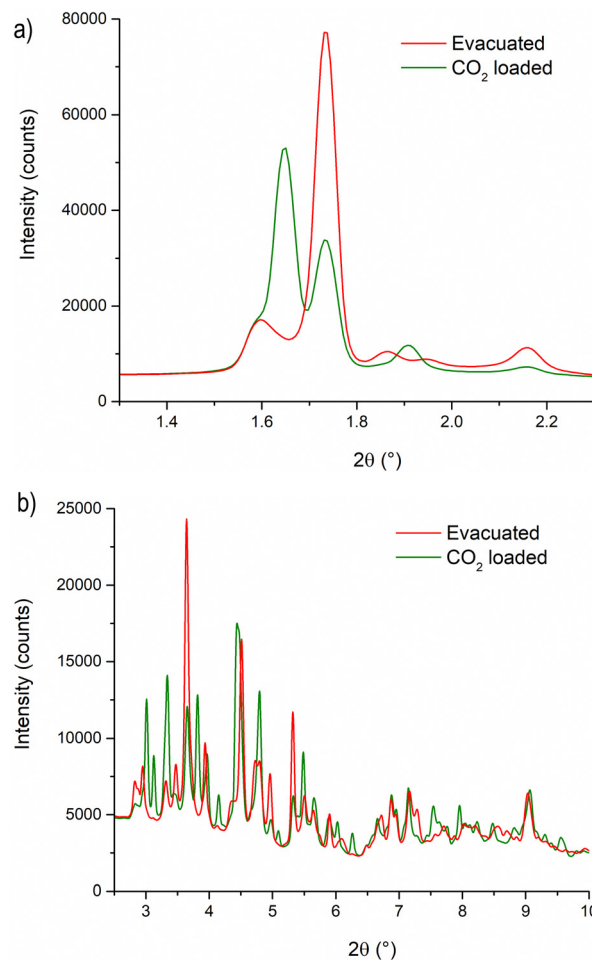 a)
Evacuated
CO₂ loaded
80000
60000
40000
20000
0
Intensity (counts)
1.4
1.6
1.8
2.0
2.2
2θ (°)
b)
Evacuated
CO₂ loaded
25000
20000
15000
10000
5000
0
Intensity (counts)
3
4
5
6
7
8
9
10
2θ (°)